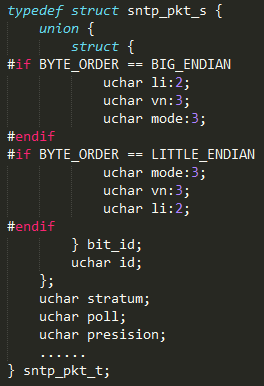 typedef struct sntp_pkt_s {
    union {
        struct {
#if BYTE_ORDER == BIG_ENDIAN
            uchar li:2;
            uchar vn:3;
            uchar mode:3;
#endif
#if BYTE_ORDER == LITTLE_ENDIAN
            uchar mode:3;
            uchar vn:3;
            uchar li:2;
#endif
        } bit_id;
        uchar id;
    };
    uchar stratum;
    uchar poll;
    uchar presision;
    ......
} sntp_pkt_t;